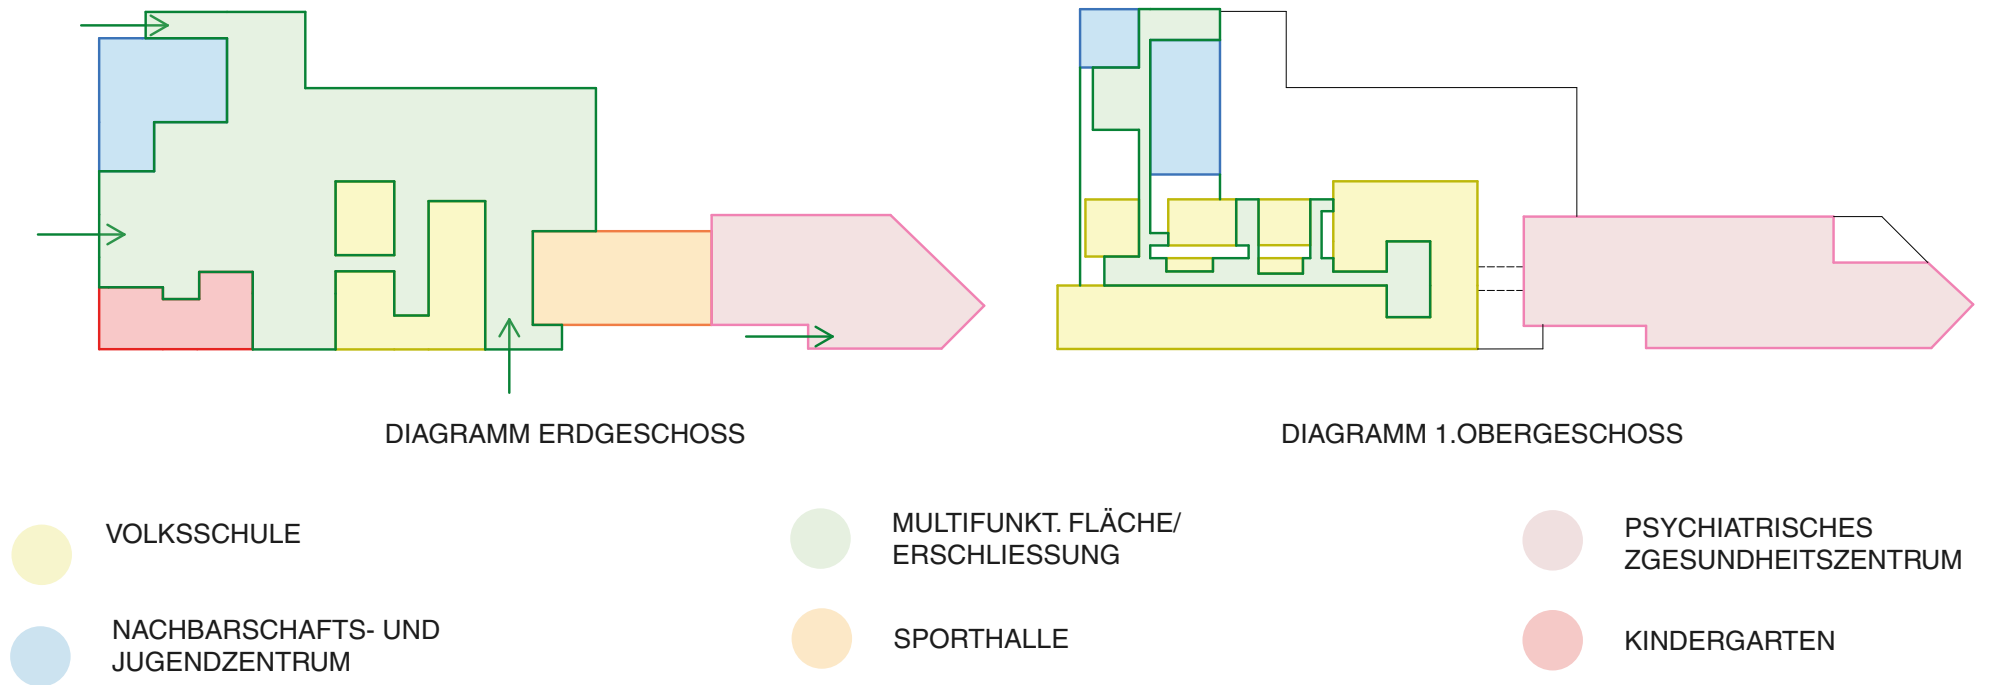 DIAGRAMM ERDGESCHOSS
DIAGRAMM 1.OBERGESCHOSS
VOLKSSCHULE
NACHBARSCHAFTS- UND
JUGENDZENTRUM
MULTIFUNKT. FLÄCHE/
ERSCHLIESSUNG
SPORTHALLE
PSYCHIATRISCHES
ZGESUNDHEITSZENTRUM
KINDERGARTEN